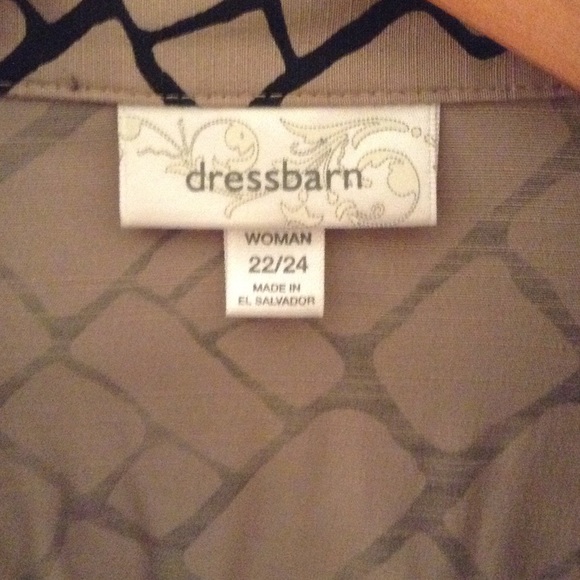 dressbarn
WOMAN
22/24
MADE IN
EL SALVADOR